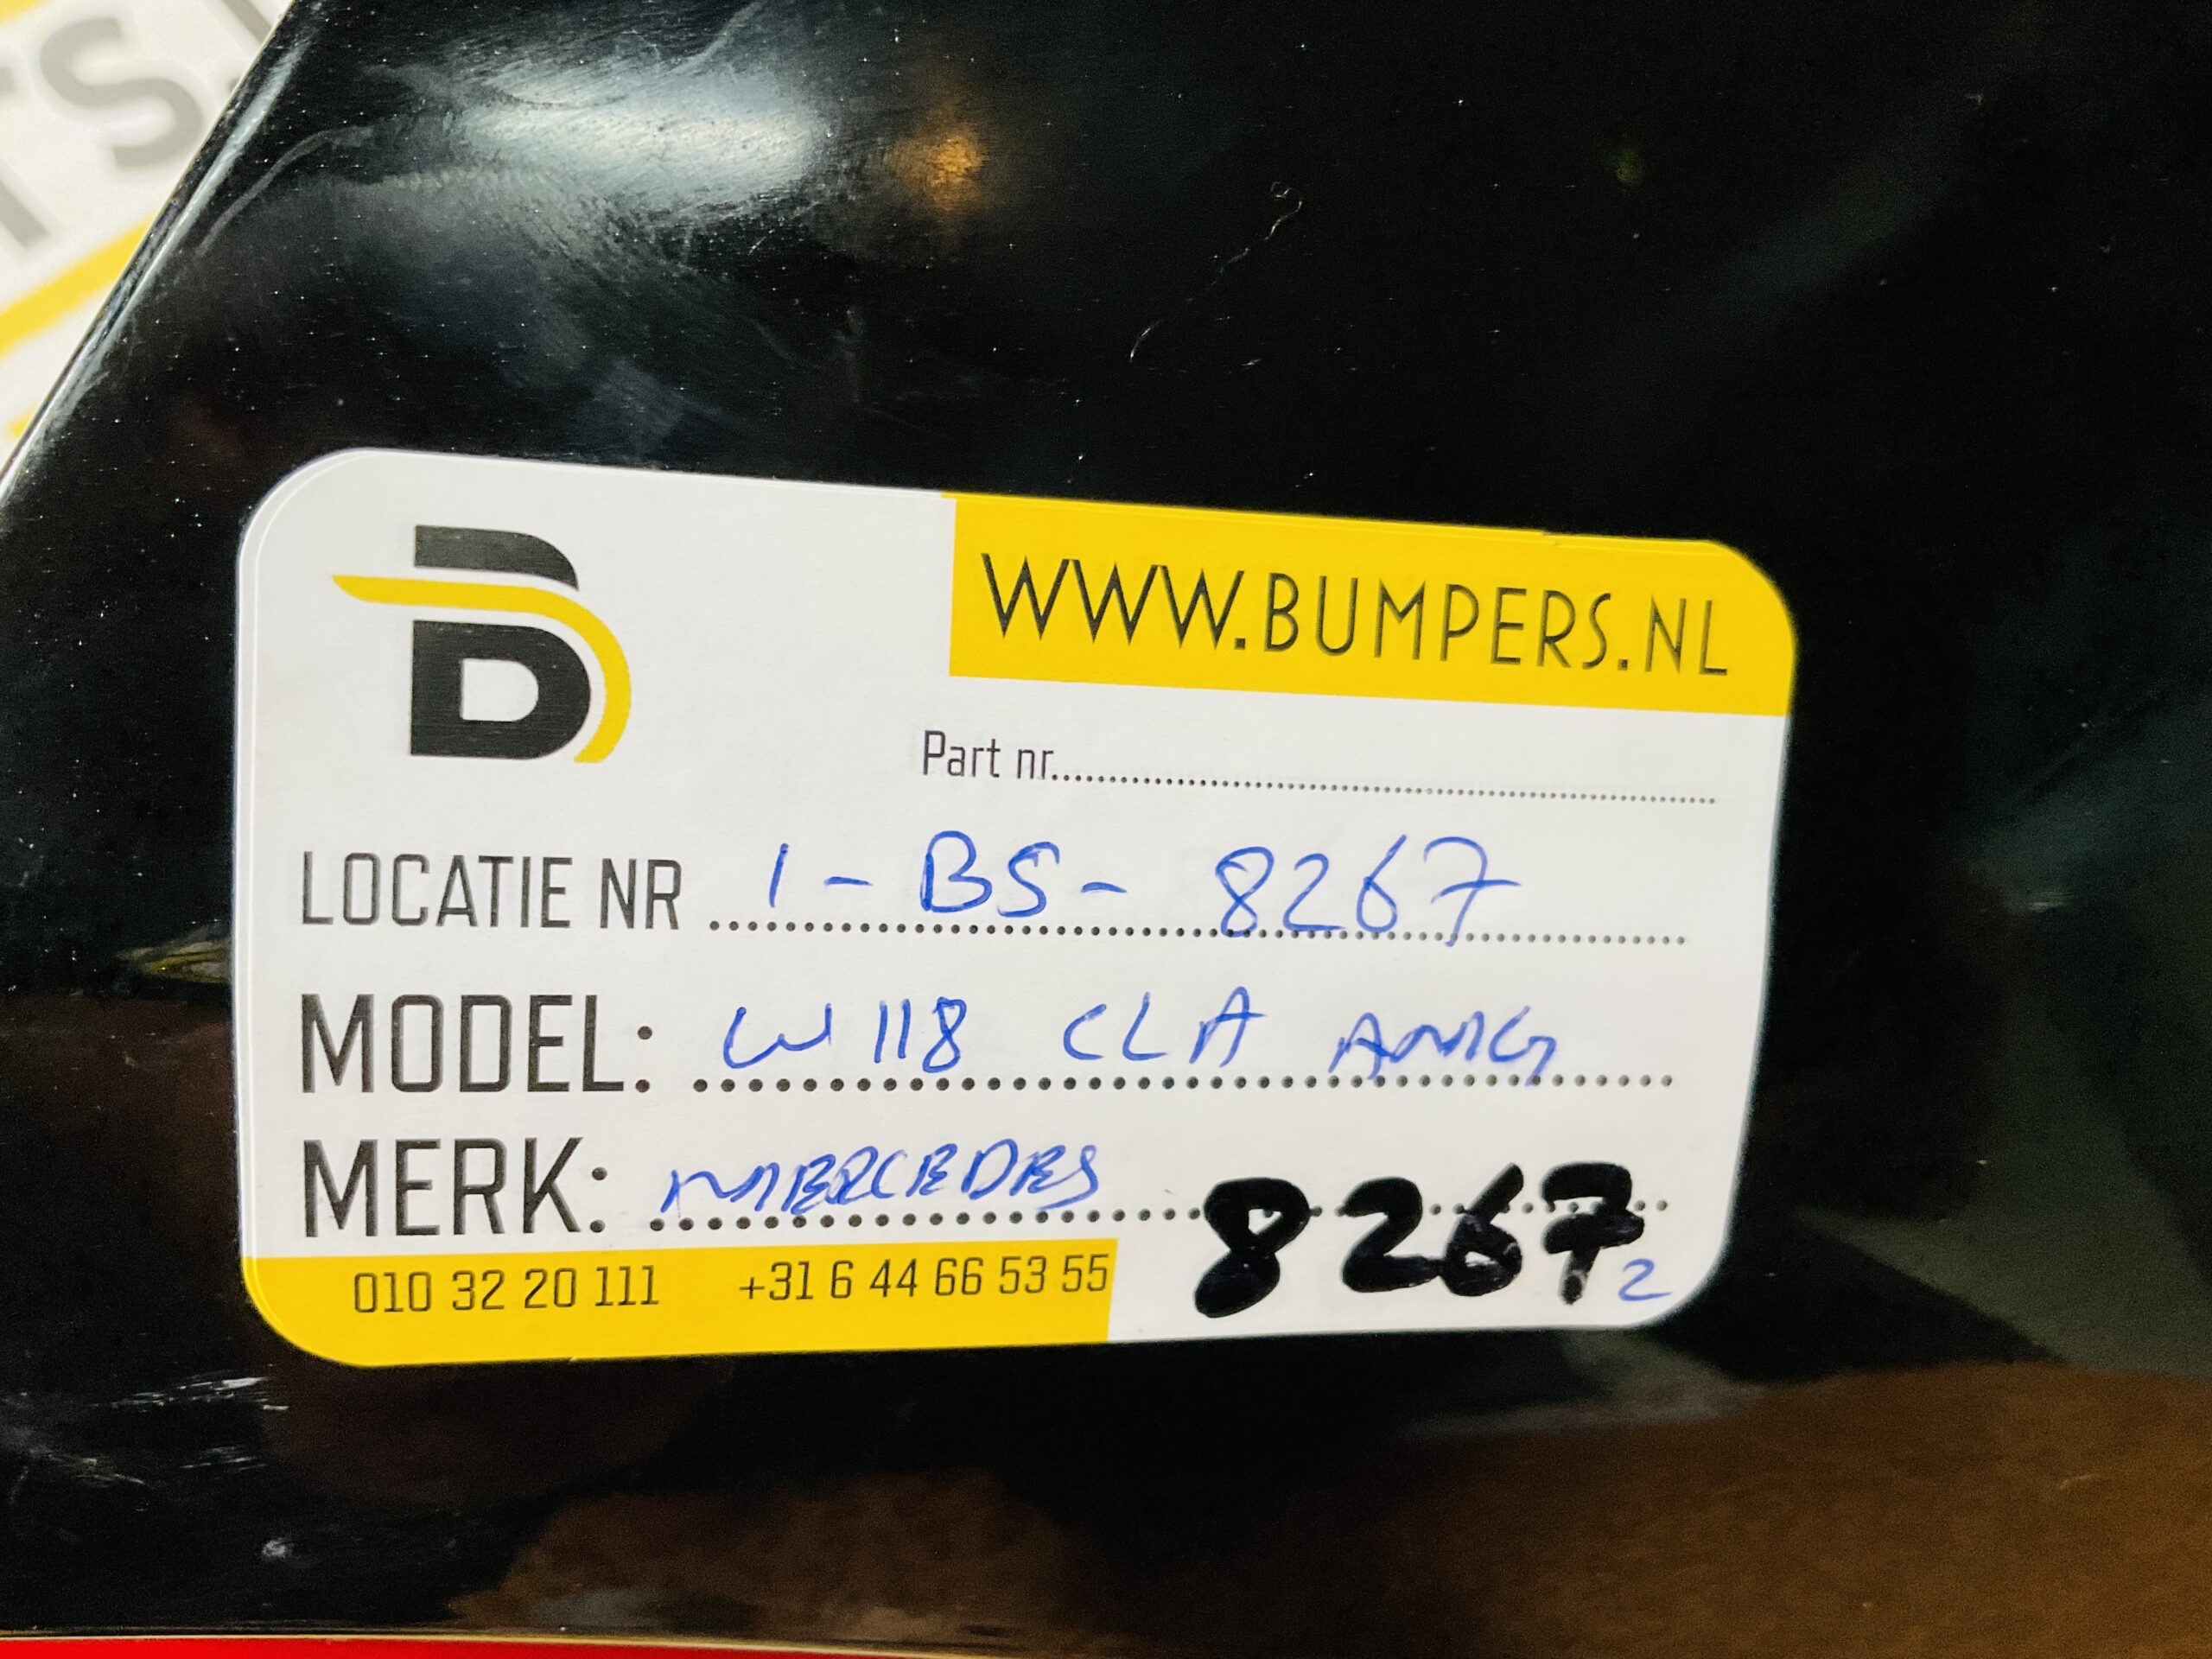 TS.
B
WWW.BUMPERS.NL
Part nr.
LOCATIE NR 1-BS-8267
MODEL: W118 CLA AMG
MERK: MERCEDES
8267 2
010 32 20 111 +31 6 44 66 53 55